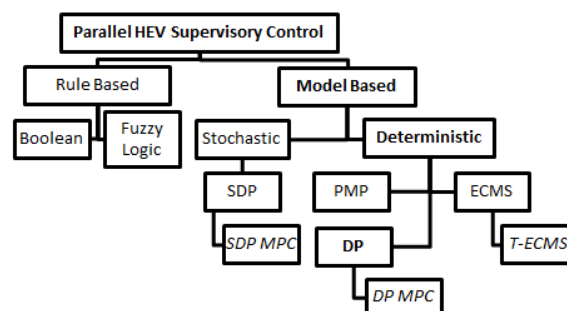 Parallel HEV Supervisory Control
Rule Based
Model Based
Boolean
Fuzzy
Logic
Stochastic
Deterministic
SDP
PMP
ECMS
SDP MPC
DP
T-ECMS
DP MPC